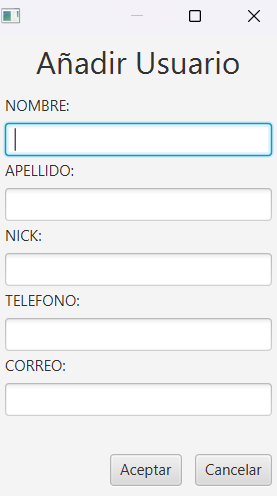 Añadir Usuario
NOMBRE:
APELLIDO:
NICK:
TELEFONO:
CORREO:
Aceptar Cancelar